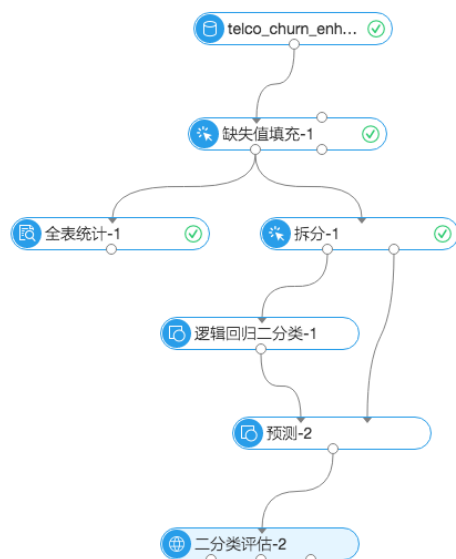 telco_churn_enh...
缺失值填充-1
全表统计-1
拆分-1
逻辑回归二分类-1
预测-2
二分类评估-2